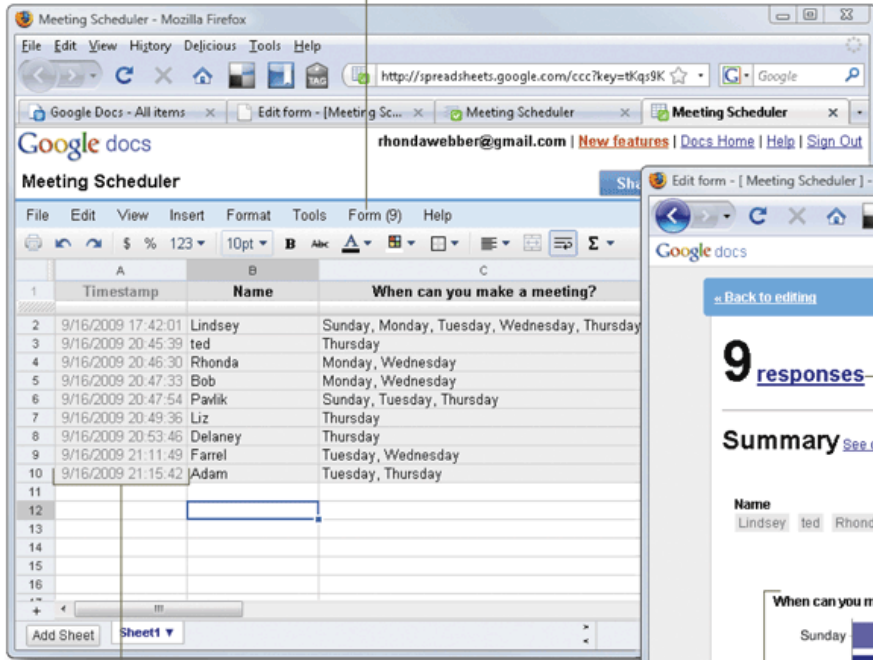 Meeting Scheduler - Mozilla Firefox
File Edit View History Delicious Tools Help
TAG
http://spreadsheets.google.com/ccc?key=tKqs9K
G Google
Google Docs - All items
Edit form - [Meeting Sc...
Meeting Scheduler
Meeting Scheduler
Google docs
rhondawebber@gmail.com | New features | Docs Home | Help | Sign Out
Meeting Scheduler
File Edit View Insert Format Tools Form (9) Help
$ % 123 10pt B Abc A Σ
A B C
1 Timestamp Name When can you make a meeting?
2 9/16/2009 17:42:01 Lindsey Sunday, Monday, Tuesday, Wednesday, Thursday
3 9/16/2009 20:45:39 ted Thursday
4 9/16/2009 20:46:30 Rhonda Monday, Wednesday
5 9/16/2009 20:47:33 Bob Monday, Wednesday
6 9/16/2009 20:47:54 Pavlik Sunday, Tuesday, Thursday
7 9/16/2009 20:49:36 Liz Thursday
8 9/16/2009 20:53:46 Delaney Thursday
9 9/16/2009 21:11:49 Farrel Tuesday, Wednesday
10 9/16/2009 21:15:42 Adam Tuesday, Thursday
11
12
13
14
15
16
+
Add Sheet Sheet1
Edit form - [ Meeting Scheduler ] -
Google docs
« Back to editing
9 responses
Summary See
Name
Lindsey ted
When can you
Sunday